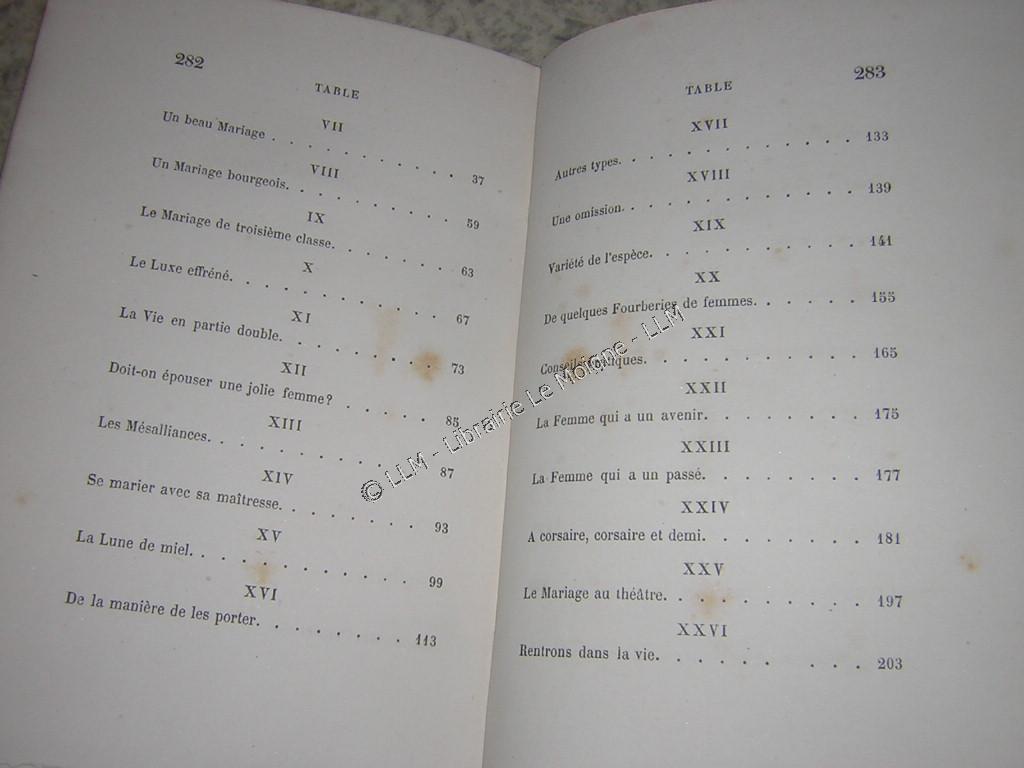 282
TABLE
VII
Un beau Mariage . . . . . . . . . . . 37
VIII
Un Mariage bourgeois. . . . . . . . . . 59
IX
Le Mariage de troisième classe. . . . . . . 63
X
Le Luxe effréné. . . . . . . . . . . . 67
XI
La Vie en partie double. . . . . . . . . 73
XII
Doit-on épouser une jolie femme? . . . . . . 85
XIII
Les Mésalliances. . . . . . . . . . . . 87
XIV
Se marier avec sa maîtresse. . . . . . . . 93
XV
La Lune de miel. . . . . . . . . . . . 99
XVI
De la manière de les porter. . . . . . . . 113
283
TABLE
XVII
Autres types. . . . . . . . . . . . . 133
XVIII
Une omission. . . . . . . . . . . . . 139
XIX
Variété de l'espèce. . . . . . . . . . . 141
XX
De quelques Fourberies de femmes. . . . . . 155
XXI
Conseils . . . . . . . . . . 165
XXII
La Femme qui a un avenir. . . . . . . . 175
XXIII
La Femme qui a un passé. . . . . . . . 177
XXIV
A corsaire, corsaire et demi. . . . . . . . 181
XXV
Le Mariage au théâtre. . . . . . . . . . 197
XXVI
Rentrons dans la vie. . . . . . . . . . 203
© LLM - Librairie Le Moigne - LLM